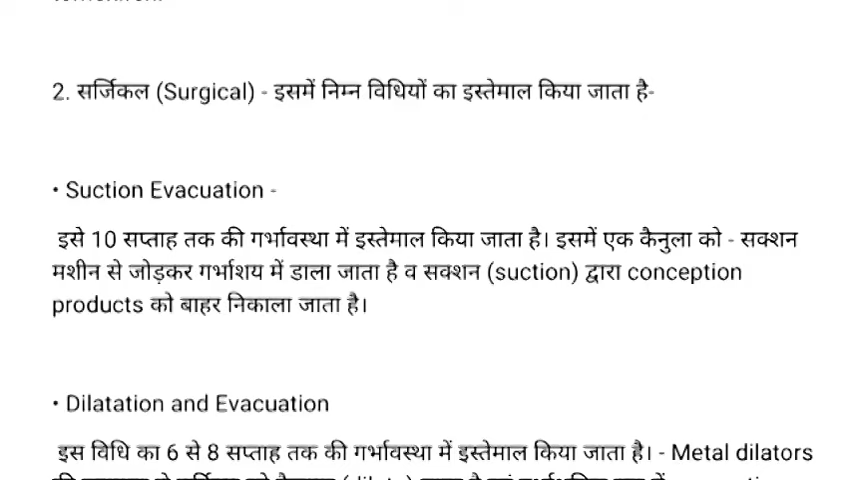 2. सर्जिकल (Surgical) - इसमें निम्न विधियों का इस्तेमाल किया जाता है-
• Suction Evacuation -
इसे 10 सप्ताह तक की गर्भावस्था में इस्तेमाल किया जाता है। इसमें एक कैनुला को - सक्शन
मशीन से जोड़कर गर्भाशय में डाला जाता है व सक्शन (suction) द्वारा conception
products को बाहर निकाला जाता है।
• Dilatation and Evacuation
इस विधि का 6 से 8 सप्ताह तक की गर्भावस्था में इस्तेमाल किया जाता है। - Metal dilators